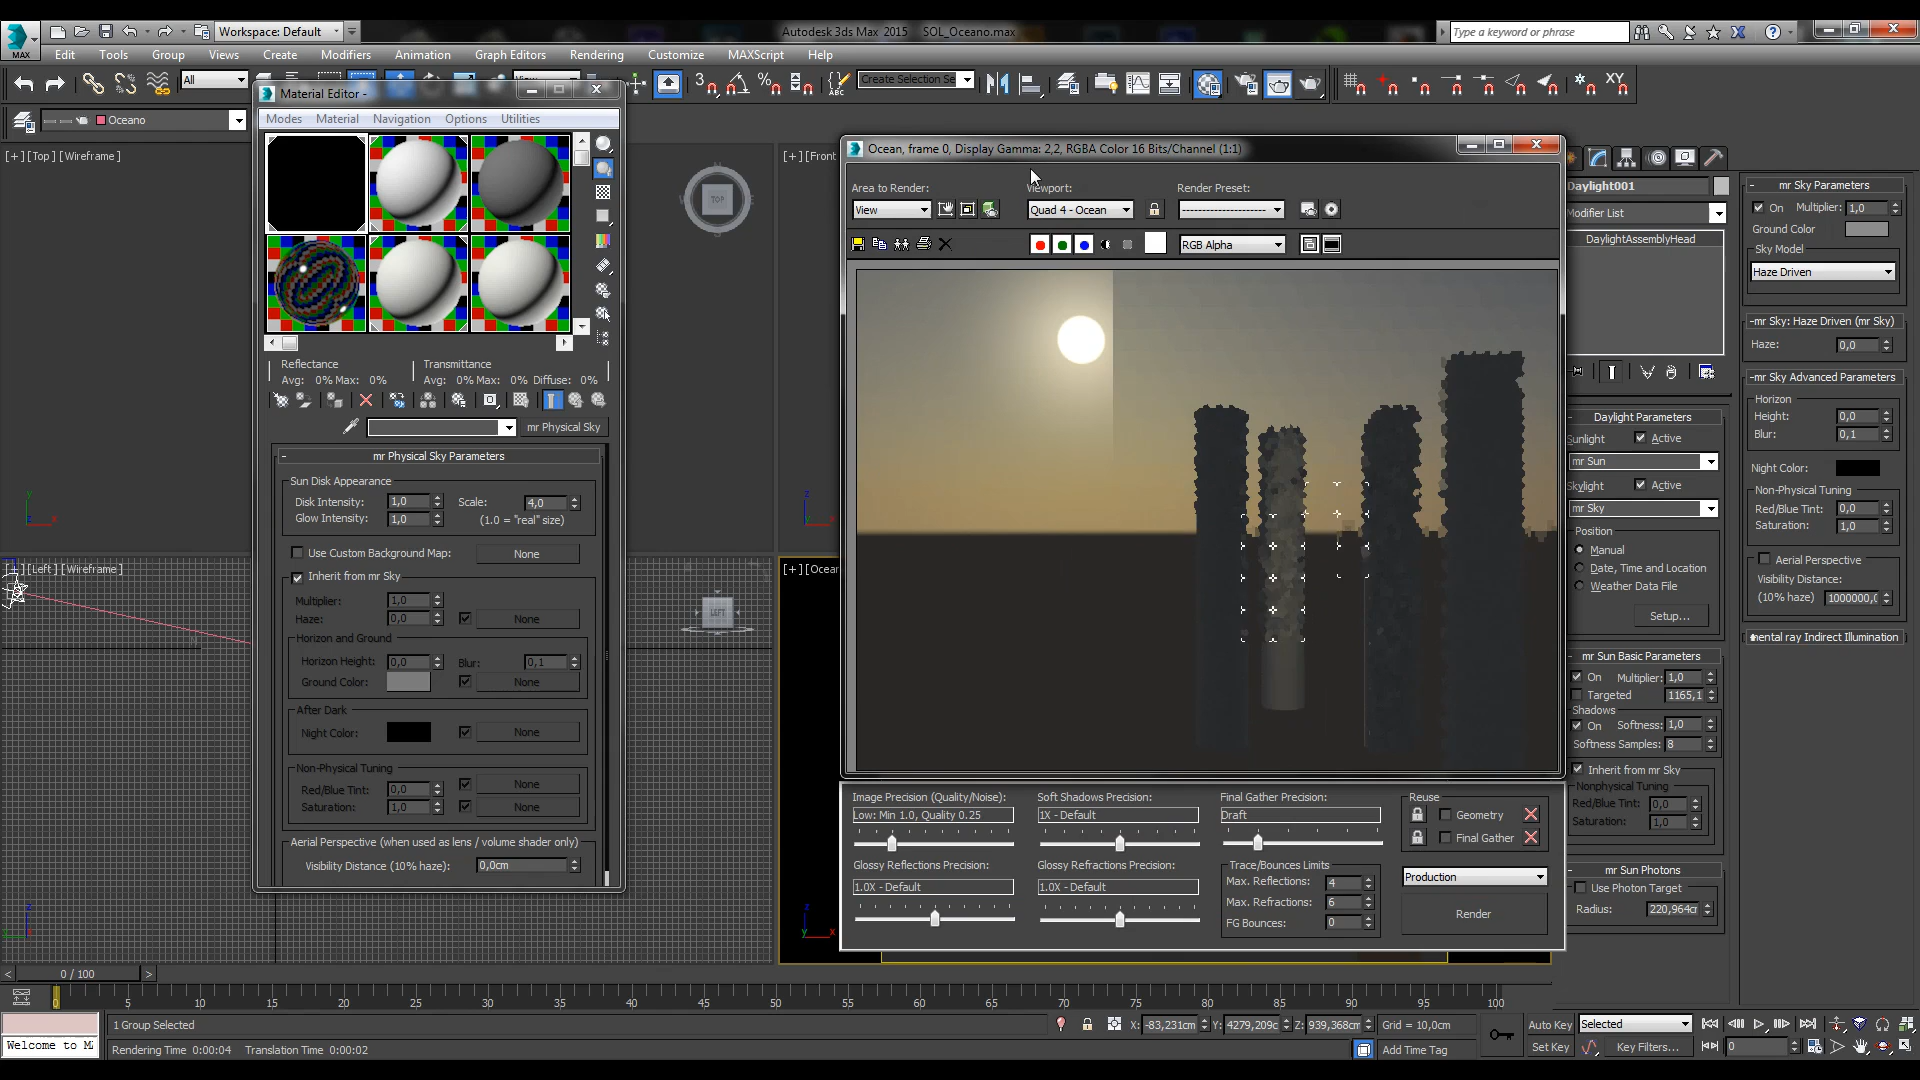 MAX
Workspace: Default
Autodesk 3ds Max 2015 SOL_Oceano.max
Type a keyword or phrase
Edit Tools Group Views Create Modifiers Animation Graph Editors Rendering Customize MAXScript Help
All
View
3
Create Selection Se
XY
Oceano
Material Editor -
Modes Material Navigation Options Utilities
Reflectance
Avg: 0% Max: 0%
Transmittance
Avg: 0% Max: 0% Diffuse: 0%
mr Physical Sky
mr Physical Sky Parameters
Sun Disk Appearance
Disk Intensity: 1,0 Scale: 4,0
Glow Intensity: 1,0 (1.0 = "real" size)
Use Custom Background Map: None
Inherit from mr Sky
Multiplier: 1,0
Haze: 0,0 None
Horizon and Ground
Horizon Height: 0,0 Blur: 0,1
Ground Color: None
After Dark
Night Color: None
Non-Physical Tuning
Red/Blue Tint: 0,0 None
Saturation: 1,0 None
Aerial Perspective (when used as lens / volume shader only)
Visibility Distance (10% haze): 0,0cm
[+] [Top] [Wireframe]
TOP
[+] [Front
[+] [Left] [Wireframe]
LEFT
[+] [Ocean
Ocean, frame 0, Display Gamma: 2,2, RGBA Color 16 Bits/Channel (1:1)
Area to Render:
View
Viewport:
Quad 4 - Ocean
Render Preset:
RGB Alpha
Image Precision (Quality/Noise):
Low: Min 1.0, Quality 0.25
Soft Shadows Precision:
1X - Default
Final Gather Precision:
Draft
Glossy Reflections Precision:
1.0X - Default
Glossy Refractions Precision:
1.0X - Default
Trace/Bounces Limits
Max. Reflections: 4
Max. Refractions: 6
FG Bounces: 0
Reuse
Geometry
Final Gather
Production
Render
Daylight001
Modifier List
DaylightAssemblyHead
Daylight Parameters
Sunlight Active
mr Sun
Skylight Active
mr Sky
Position
Manual
Date, Time and Location
Weather Data File
Setup...
mr Sun Basic Parameters
On Multiplier: 1,0
Targeted 1165,1
Shadows
On Softness: 1,0
Softness Samples: 8
Inherit from mr Sky
Nonphysical Tuning
Red/Blue Tint: 0,0
Saturation: 1,0
mr Sun Photons
Use Photon Target
Radius: 220,964cr
mr Sky Parameters
On Multiplier: 1,0
Ground Color
Sky Model
Haze Driven
mr Sky: Haze Driven (mr Sky)
Haze: 0,0
mr Sky Advanced Parameters
Horizon
Height: 0,0
Blur: 0,1
Night Color:
Non-Physical Tuning
Red/Blue Tint: 0,0
Saturation: 1,0
Aerial Perspective
Visibility Distance:
(10% haze) 1000000,(
mental ray Indirect Illumination
0 / 100
0 5 10 15 20 25 30 35 40 45 50 55 60 65 70 75 80 85 90 95 100
1 Group Selected
X: -83,231cm Y: 4279,209c Z: 939,368cm Grid = 10,0cm
Auto Key Selected
Welcome to MA
Rendering Time 0:00:04 Translation Time 0:00:02
Add Time Tag
Set Key Key Filters... 0